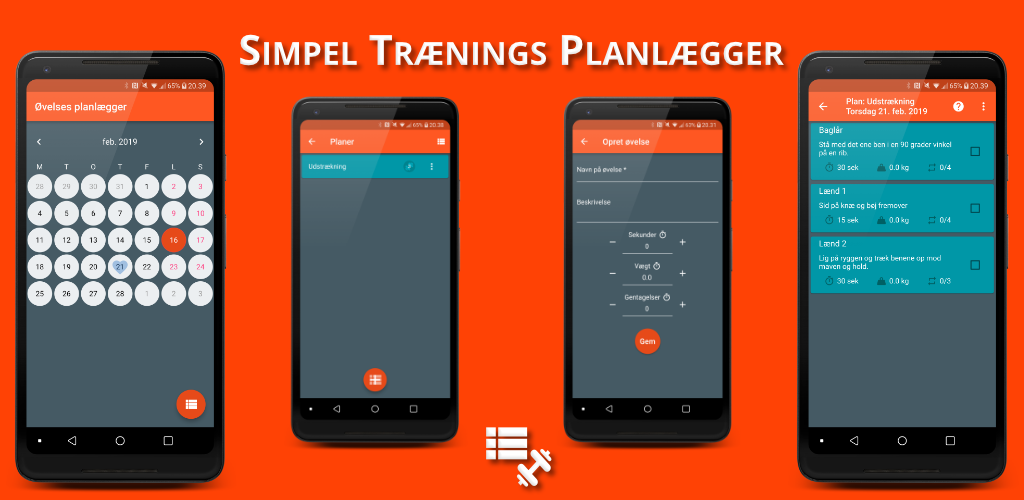 Simpel Trænings Planlægger
65% 20.39
Øvelses planlægger
feb. 2019
M T O T F L S
28 29 30 31 1 2 3
4 5 6 7 8 9 10
11 12 13 14 15 16 17
18 19 20 21 22 23 24
25 26 27 28 1 2 3
65% 20.36
Planer
Udstrækning
63% 20.37
Opret øvelse
Navn på øvelse *
Beskrivelse
Sekunder
− 0 +
Vægt
− 0.0 +
Gentagelser
− 0 +
Gem
65% 20.39
Plan: Udstrækning
Torsdag 21. feb. 2019
Baglår
Stå med det ene ben i en 90 grader vinkel
på en rib.
30 sek 0.0 kg 0/4
Lænd 1
Sid på knæ og bøj fremover
15 sek 0.0 kg 0/4
Lænd 2
Lig på ryggen og træk benene op mod
maven og hold.
30 sek 0.0 kg 0/3